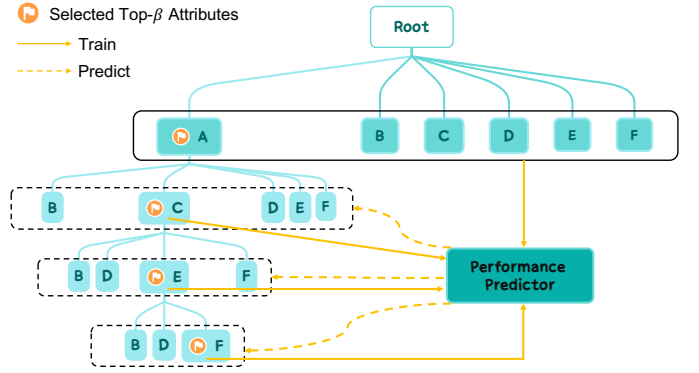 Selected Top-β Attributes
Train
Predict
Root
A B C D E F
B C D E F
B D E F
B D F
Performance
Predictor